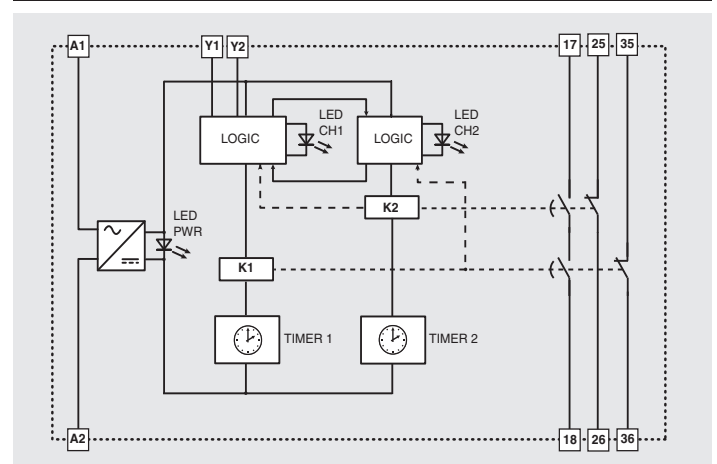 A1
Y1 Y2
17 25 35
LED
CH1
LED
CH2
LOGIC
LOGIC
K2
LED
PWR
K1
TIMER 1
TIMER 2
A2
18 26 36